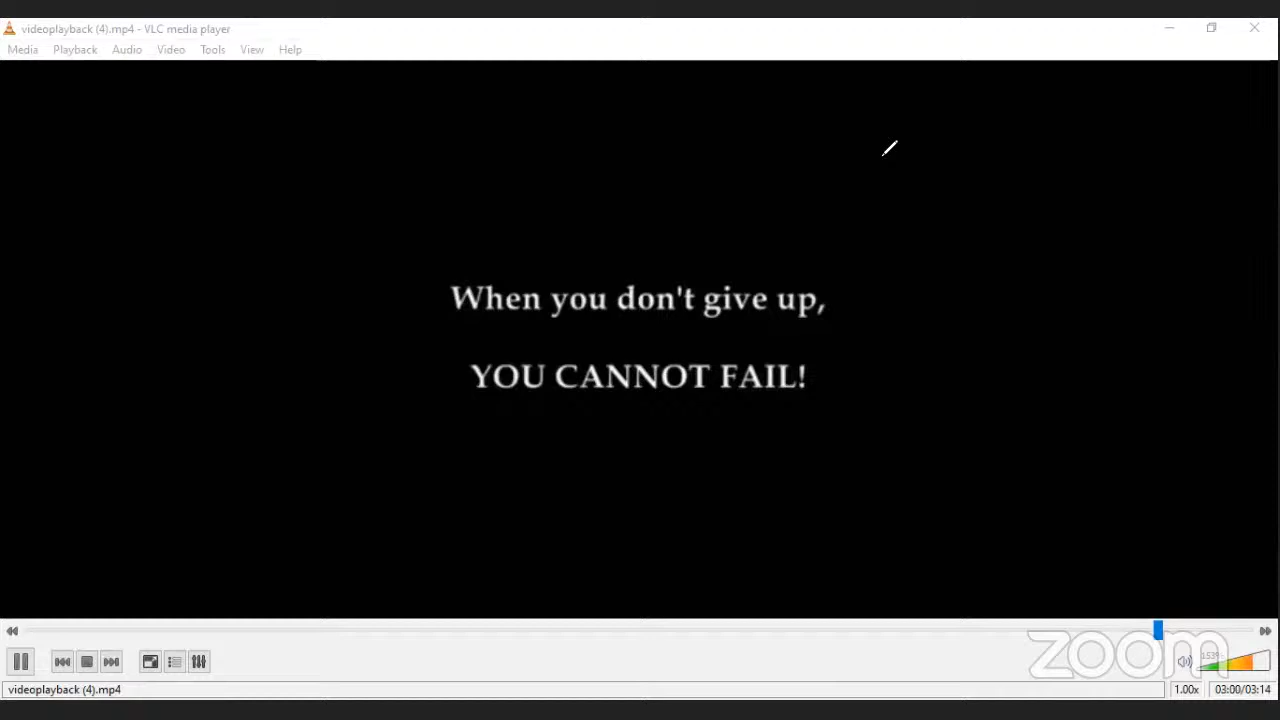 videoplayback (4).mp4 - VLC media player
Media Playback Audio Video Tools View Help
When you don't give up,
YOU CANNOT FAIL!
zoom
videoplayback (4).mp4
1.00x
03:00/03:14